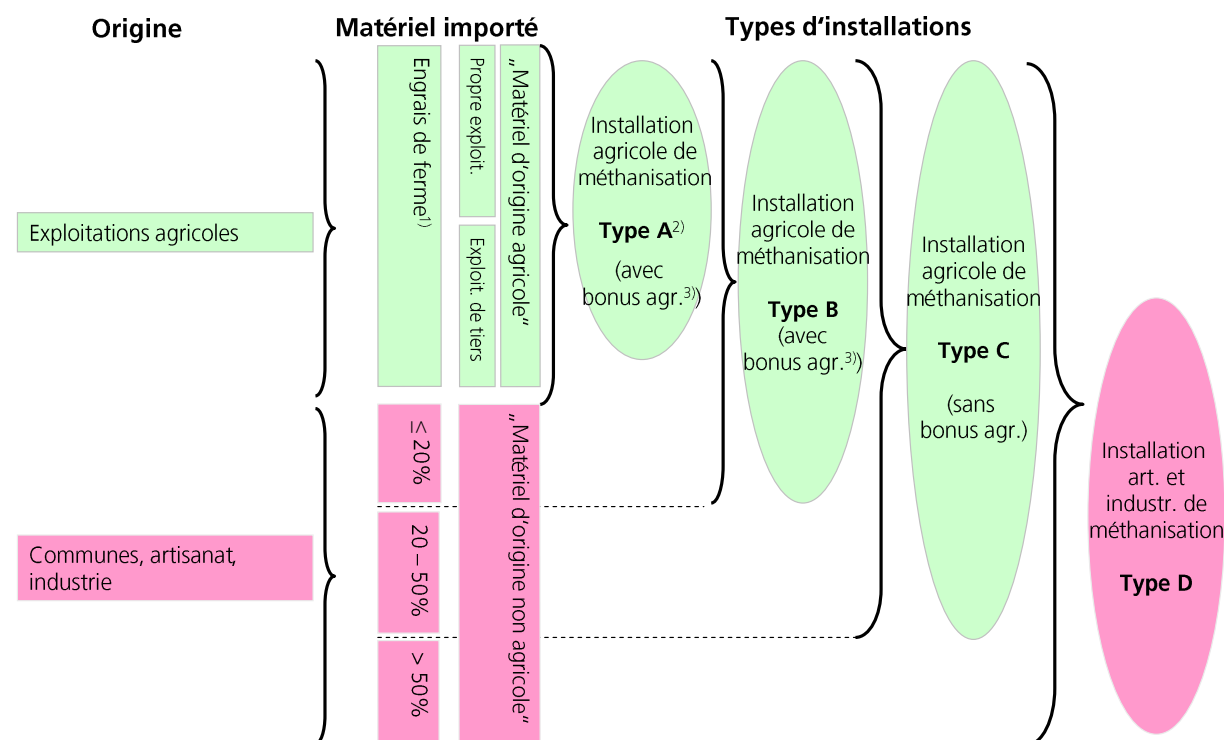 Origine
Matériel importé
Types d‘installations
Exploitations agricoles
Engrais de ferme1)
Propre exploit.
Exploit. de tiers
„Matériel d‘origine agricole“
Installation
agricole de
méthanisation
Type A2)
(avec
bonus agr.3))
Installation
agricole de
méthanisation
Type B
(avec
bonus agr.3))
Installation
agricole de
méthanisation
Type C
(sans
bonus agr.)
Communes, artisanat,
industrie
≤ 20%
20 – 50%
> 50%
„Matériel d‘origine non agricole“
Installation
art. et
industr. de
méthanisation
Type D